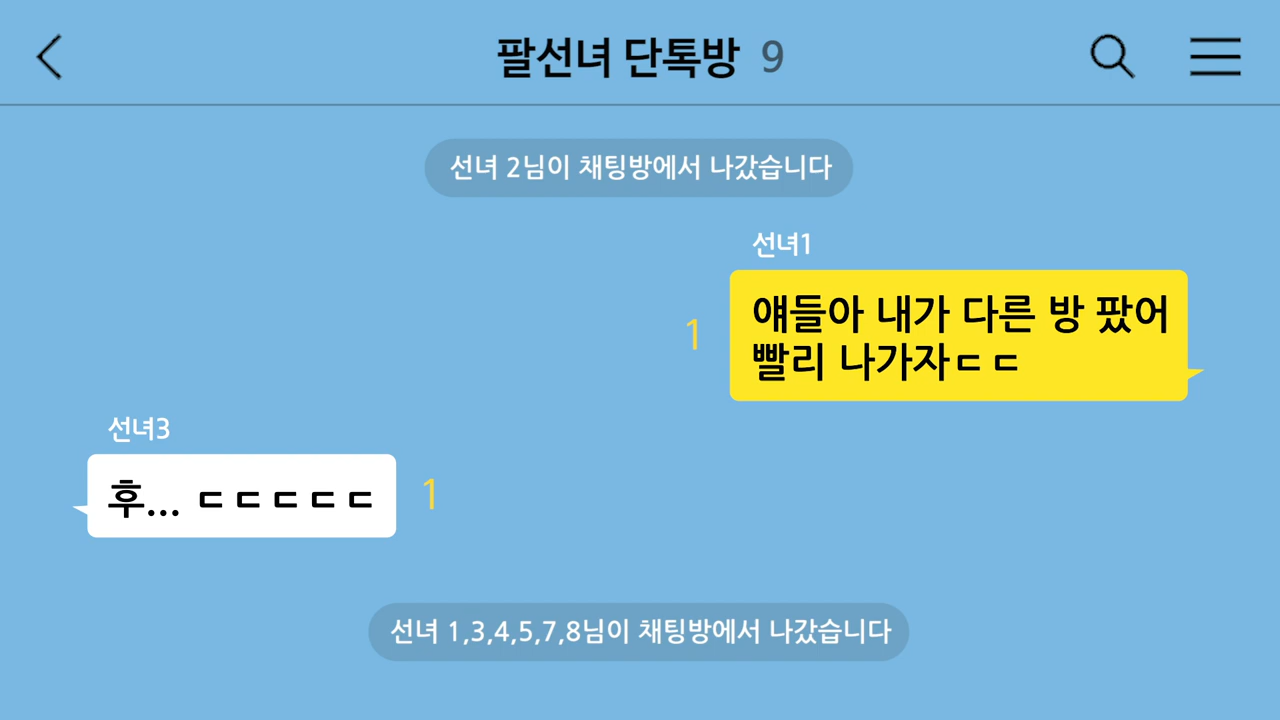 팔선녀 단톡방 9
선녀 2님이 채팅방에서 나갔습니다
선녀1
얘들아 내가 다른 방 팠어
빨리 나가자ㄷㄷ
1
선녀3
후... ㄷㄷㄷㄷㄷ
1
선녀 1,3,4,5,7,8님이 채팅방에서 나갔습니다